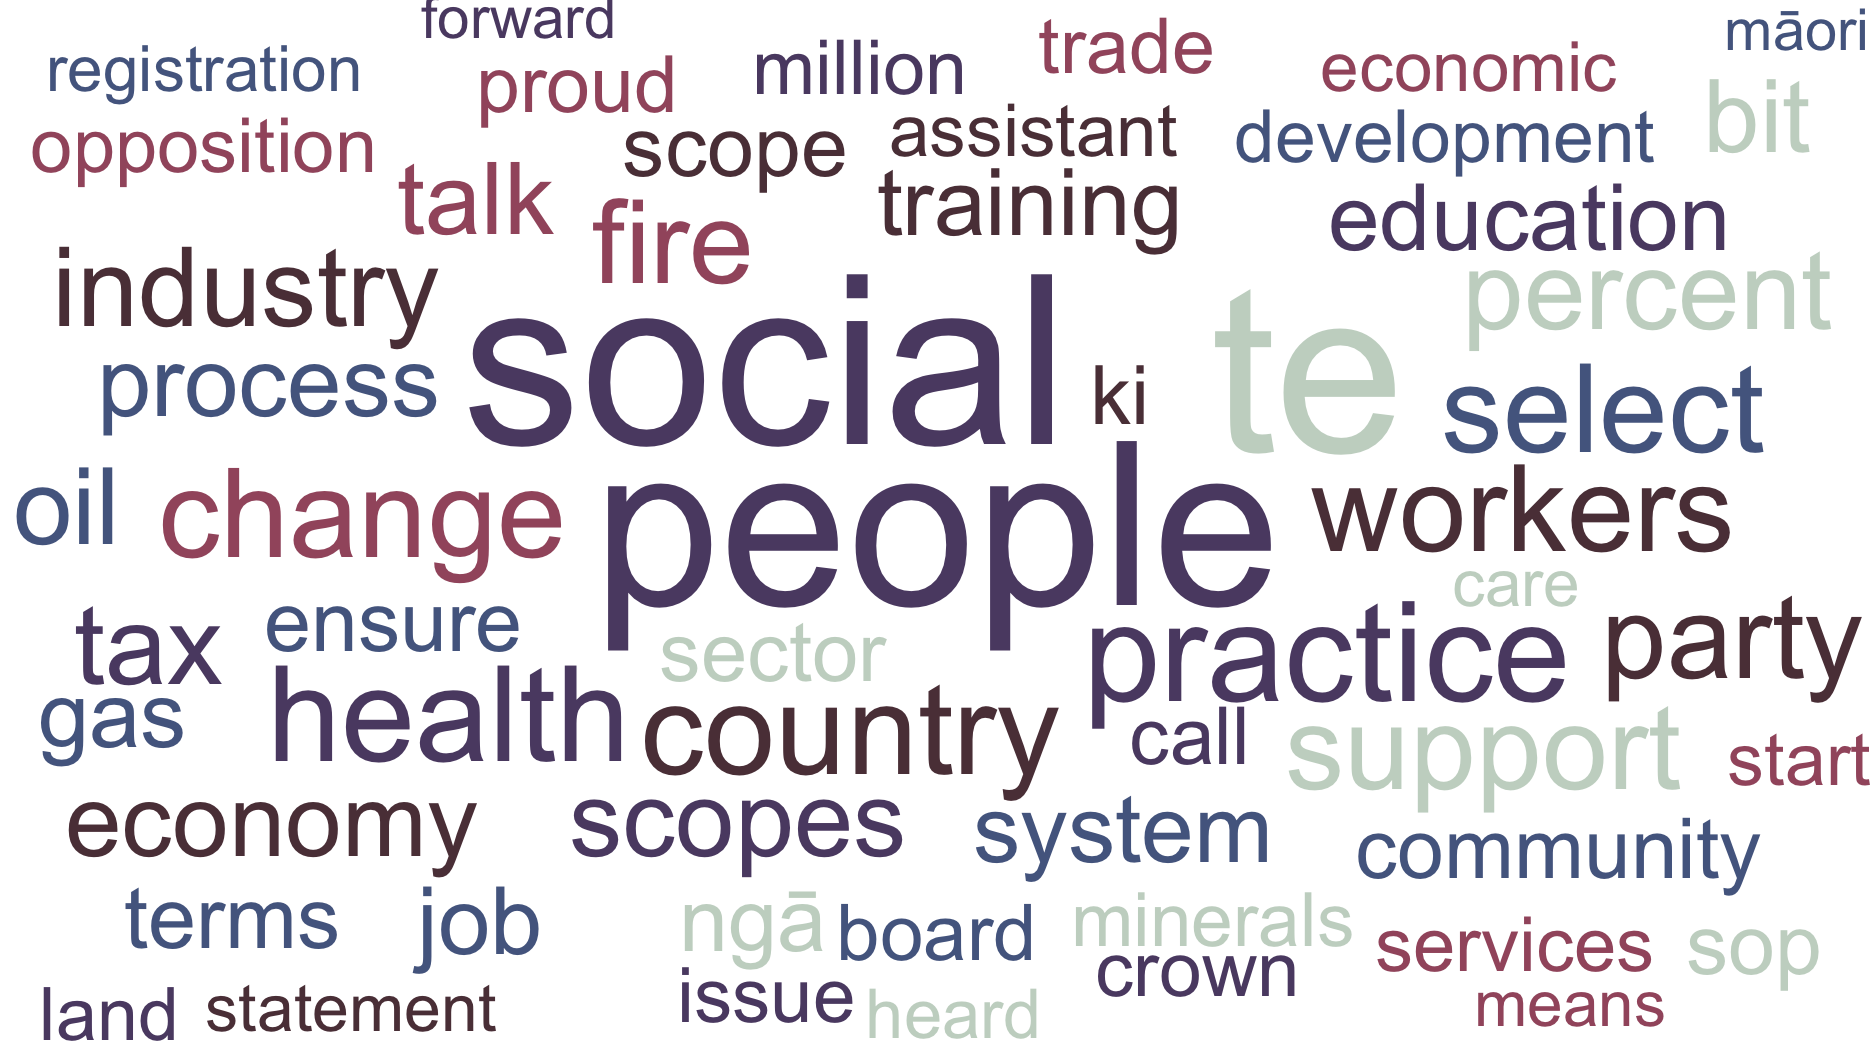 forward
māori
registration
proud
million
trade
economic
opposition
scope
assistant
development
bit
talk
fire
training
education
industry
percent
process
social
ki
te
select
oil
change
people
workers
care
tax
ensure
sector
practice
party
gas
health
country
call
support
start
economy
scopes
system
community
terms
job
ngā
board
minerals
services
sop
crown
land
statement
issue
heard
means